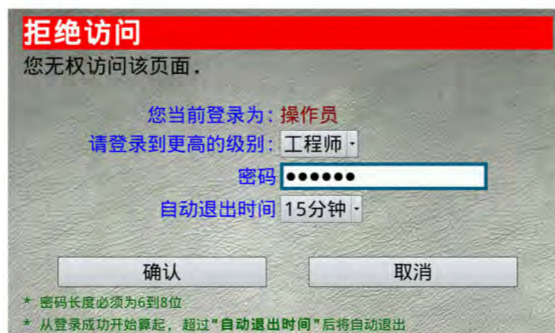 拒绝访问
您无权访问该页面.
您当前登录为: 操作员
请登录到更高的级别: 工程师
密码 ●●●●●●
自动退出时间 15分钟
确认 取消
* 密码长度必须为6到8位
* 从登录成功开始算起, 超过"自动退出时间"后将自动退出